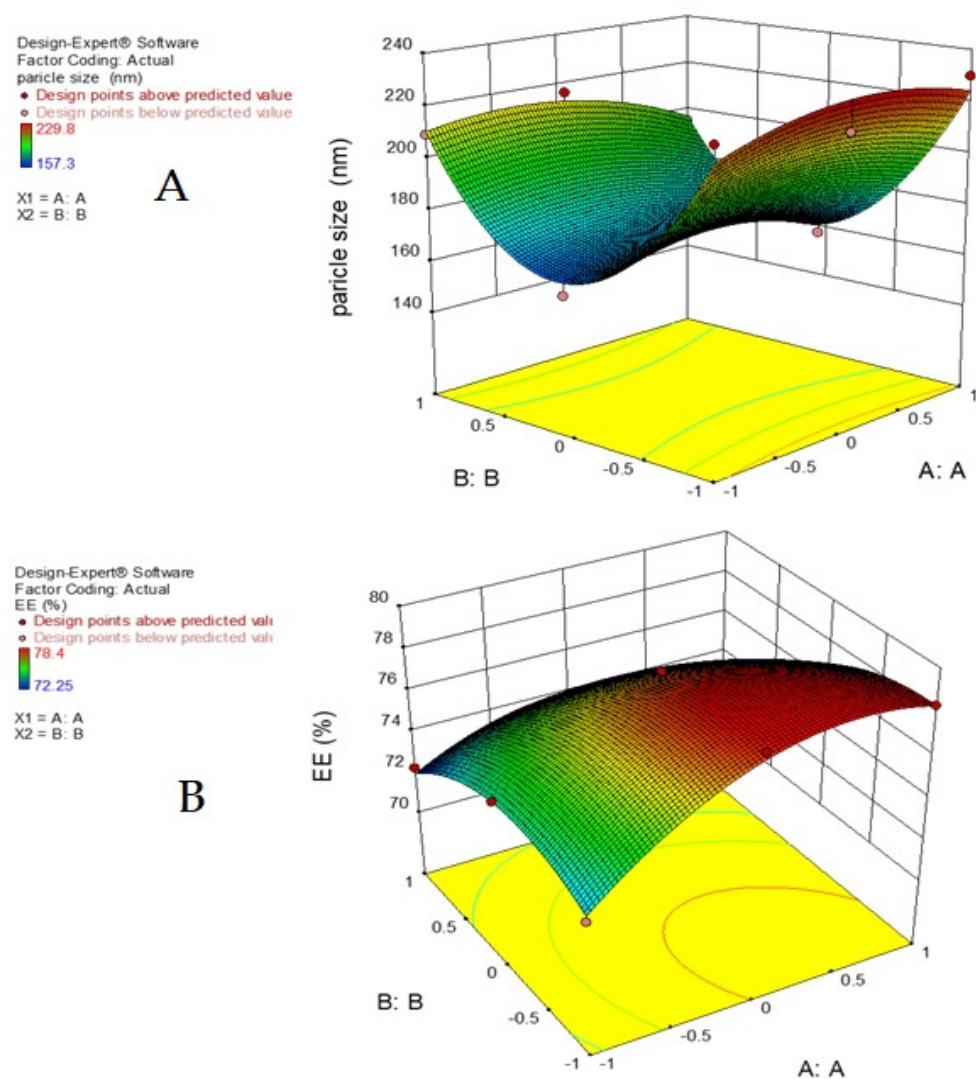 Design-Expert® Software
Factor Coding: Actual
paricle size (nm)
Design points above predicted value
Design points below predicted value
229.8
157.3
X1 = A: A
X2 = B: B
A
paricle size (nm)
240
220
200
180
160
140
1
0.5
0
-0.5
-1
B: B
-1
-0.5
0
0.5
1
A: A
Design-Expert® Software
Factor Coding: Actual
EE (%)
Design points above predicted valu
Design points below predicted valu
78.4
72.25
X1 = A: A
X2 = B: B
B
EE (%)
80
78
76
74
72
70
1
0.5
0
-0.5
-1
B: B
-1
-0.5
0
0.5
1
A: A